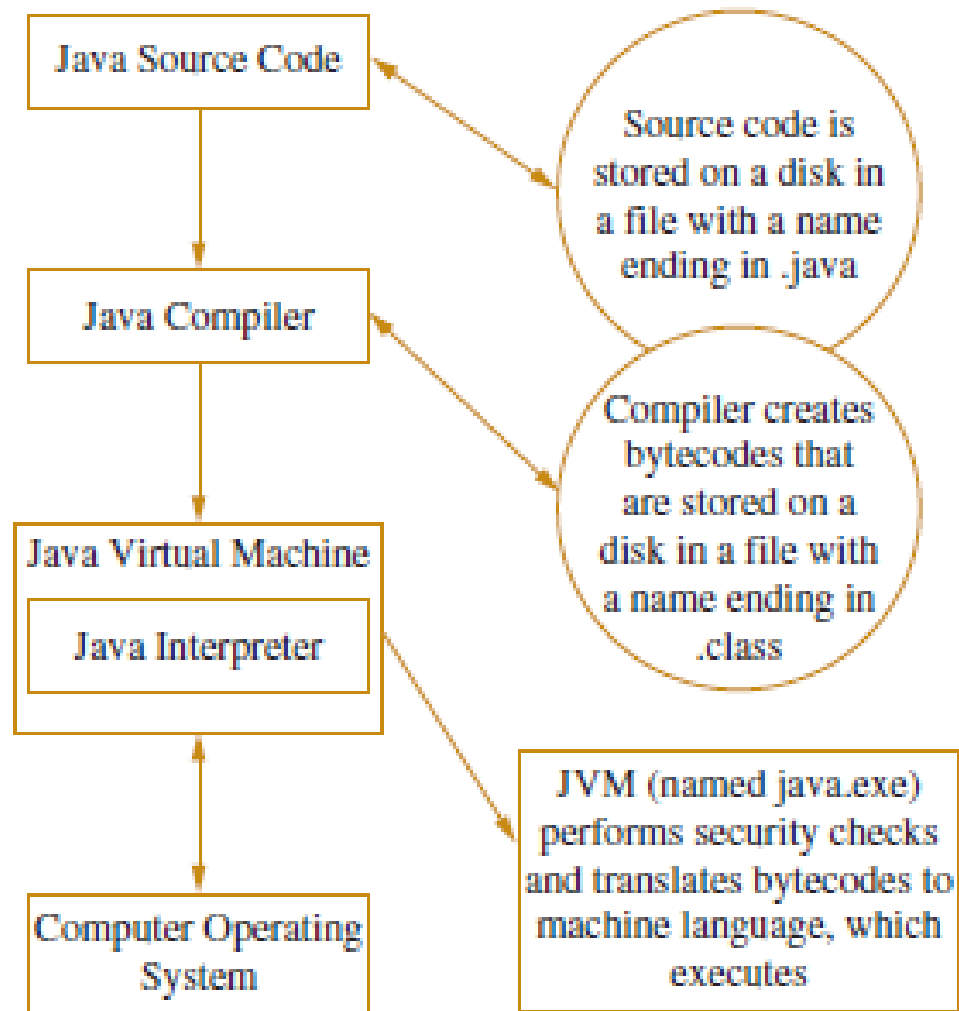 Java Source Code
Source code is
stored on a disk in
a file with a name
ending in .java
Java Compiler
Compiler creates
bytecodes that
are stored on a
disk in a file with
a name ending in
.class
Java Virtual Machine
Java Interpreter
JVM (named java.exe)
performs security checks
and translates bytecodes to
machine language, which
executes
Computer Operating
System